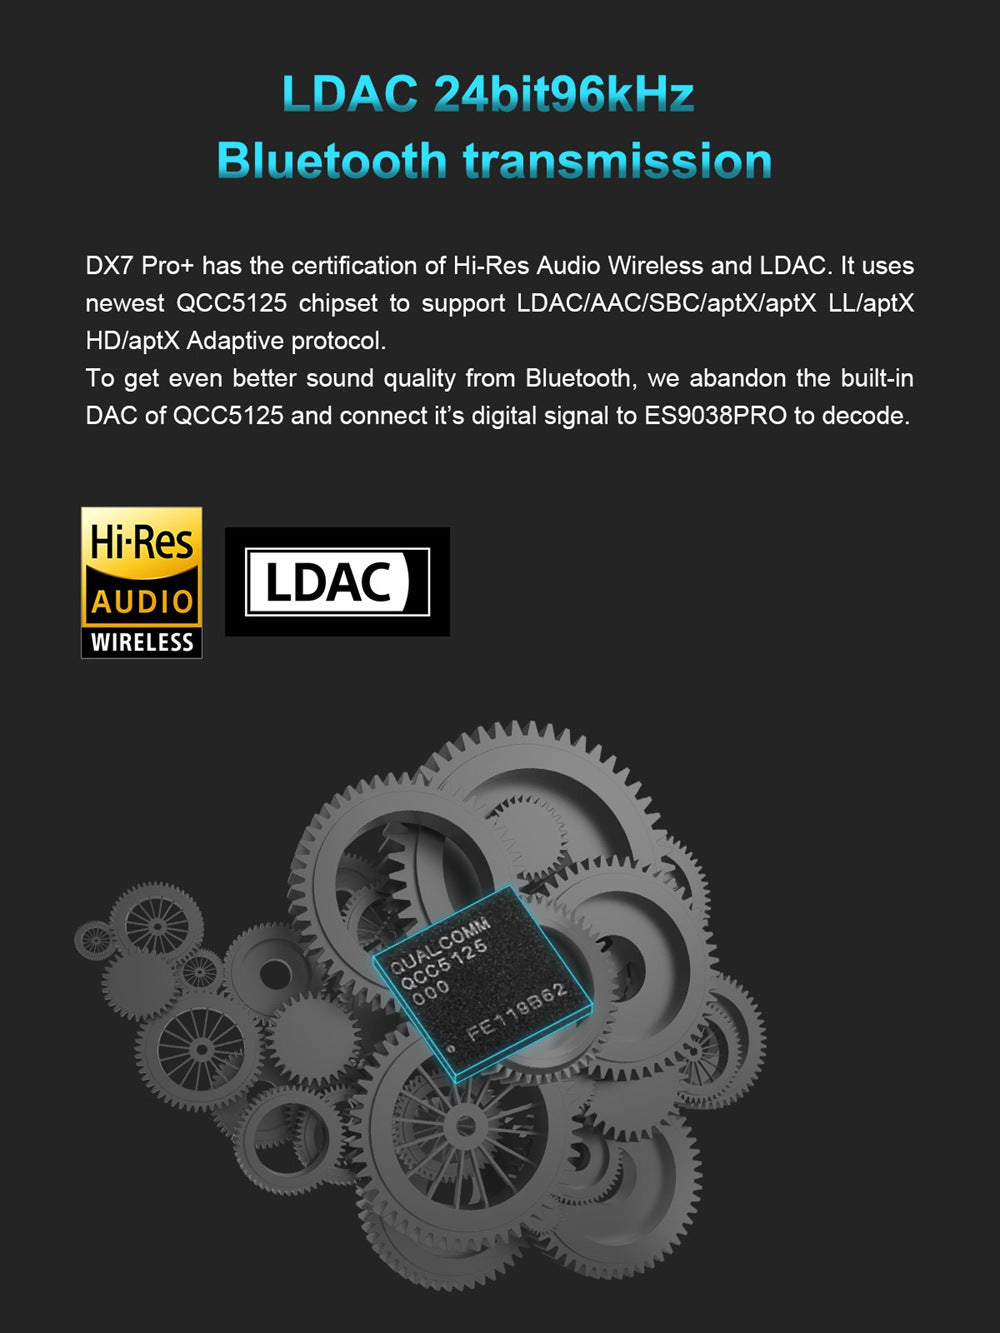 LDAC 24bit96kHz
Bluetooth transmission
DX7 Pro+ has the certification of Hi-Res Audio Wireless and LDAC. It uses
newest QCC5125 chipset to support LDAC/AAC/SBC/aptX/aptX LL/aptX
HD/aptX Adaptive protocol.
To get even better sound quality from Bluetooth, we abandon the built-in
DAC of QCC5125 and connect it’s digital signal to ES9038PRO to decode.
Hi-Res
AUDIO
WIRELESS
LDAC
QUALCOMM
QCC5125
000
FE119B62